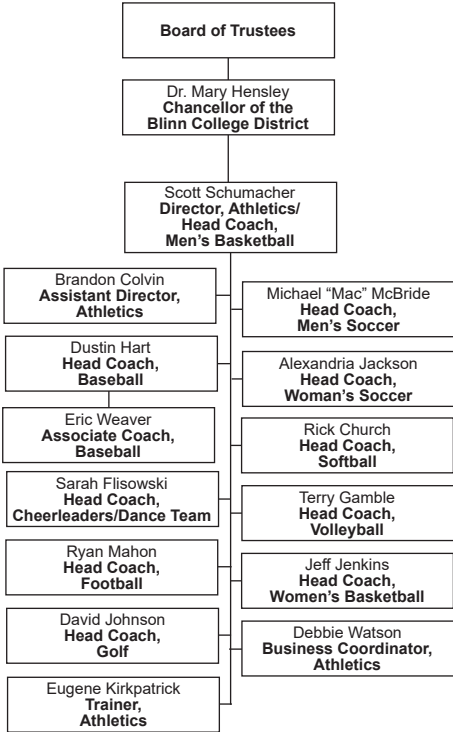 Board of Trustees
Dr. Mary Hensley
Chancellor of the
Blinn College District
Scott Schumacher
Director, Athletics/
Head Coach,
Men's Basketball
Brandon Colvin
Assistant Director,
Athletics
Dustin Hart
Head Coach,
Baseball
Eric Weaver
Associate Coach,
Baseball
Sarah Flisowski
Head Coach,
Cheerleaders/Dance Team
Ryan Mahon
Head Coach,
Football
David Johnson
Head Coach,
Golf
Eugene Kirkpatrick
Trainer,
Athletics
Michael “Mac” McBride
Head Coach,
Men’s Soccer
Alexandria Jackson
Head Coach,
Woman’s Soccer
Rick Church
Head Coach,
Softball
Terry Gamble
Head Coach,
Volleyball
Jeff Jenkins
Head Coach,
Women’s Basketball
Debbie Watson
Business Coordinator,
Athletics